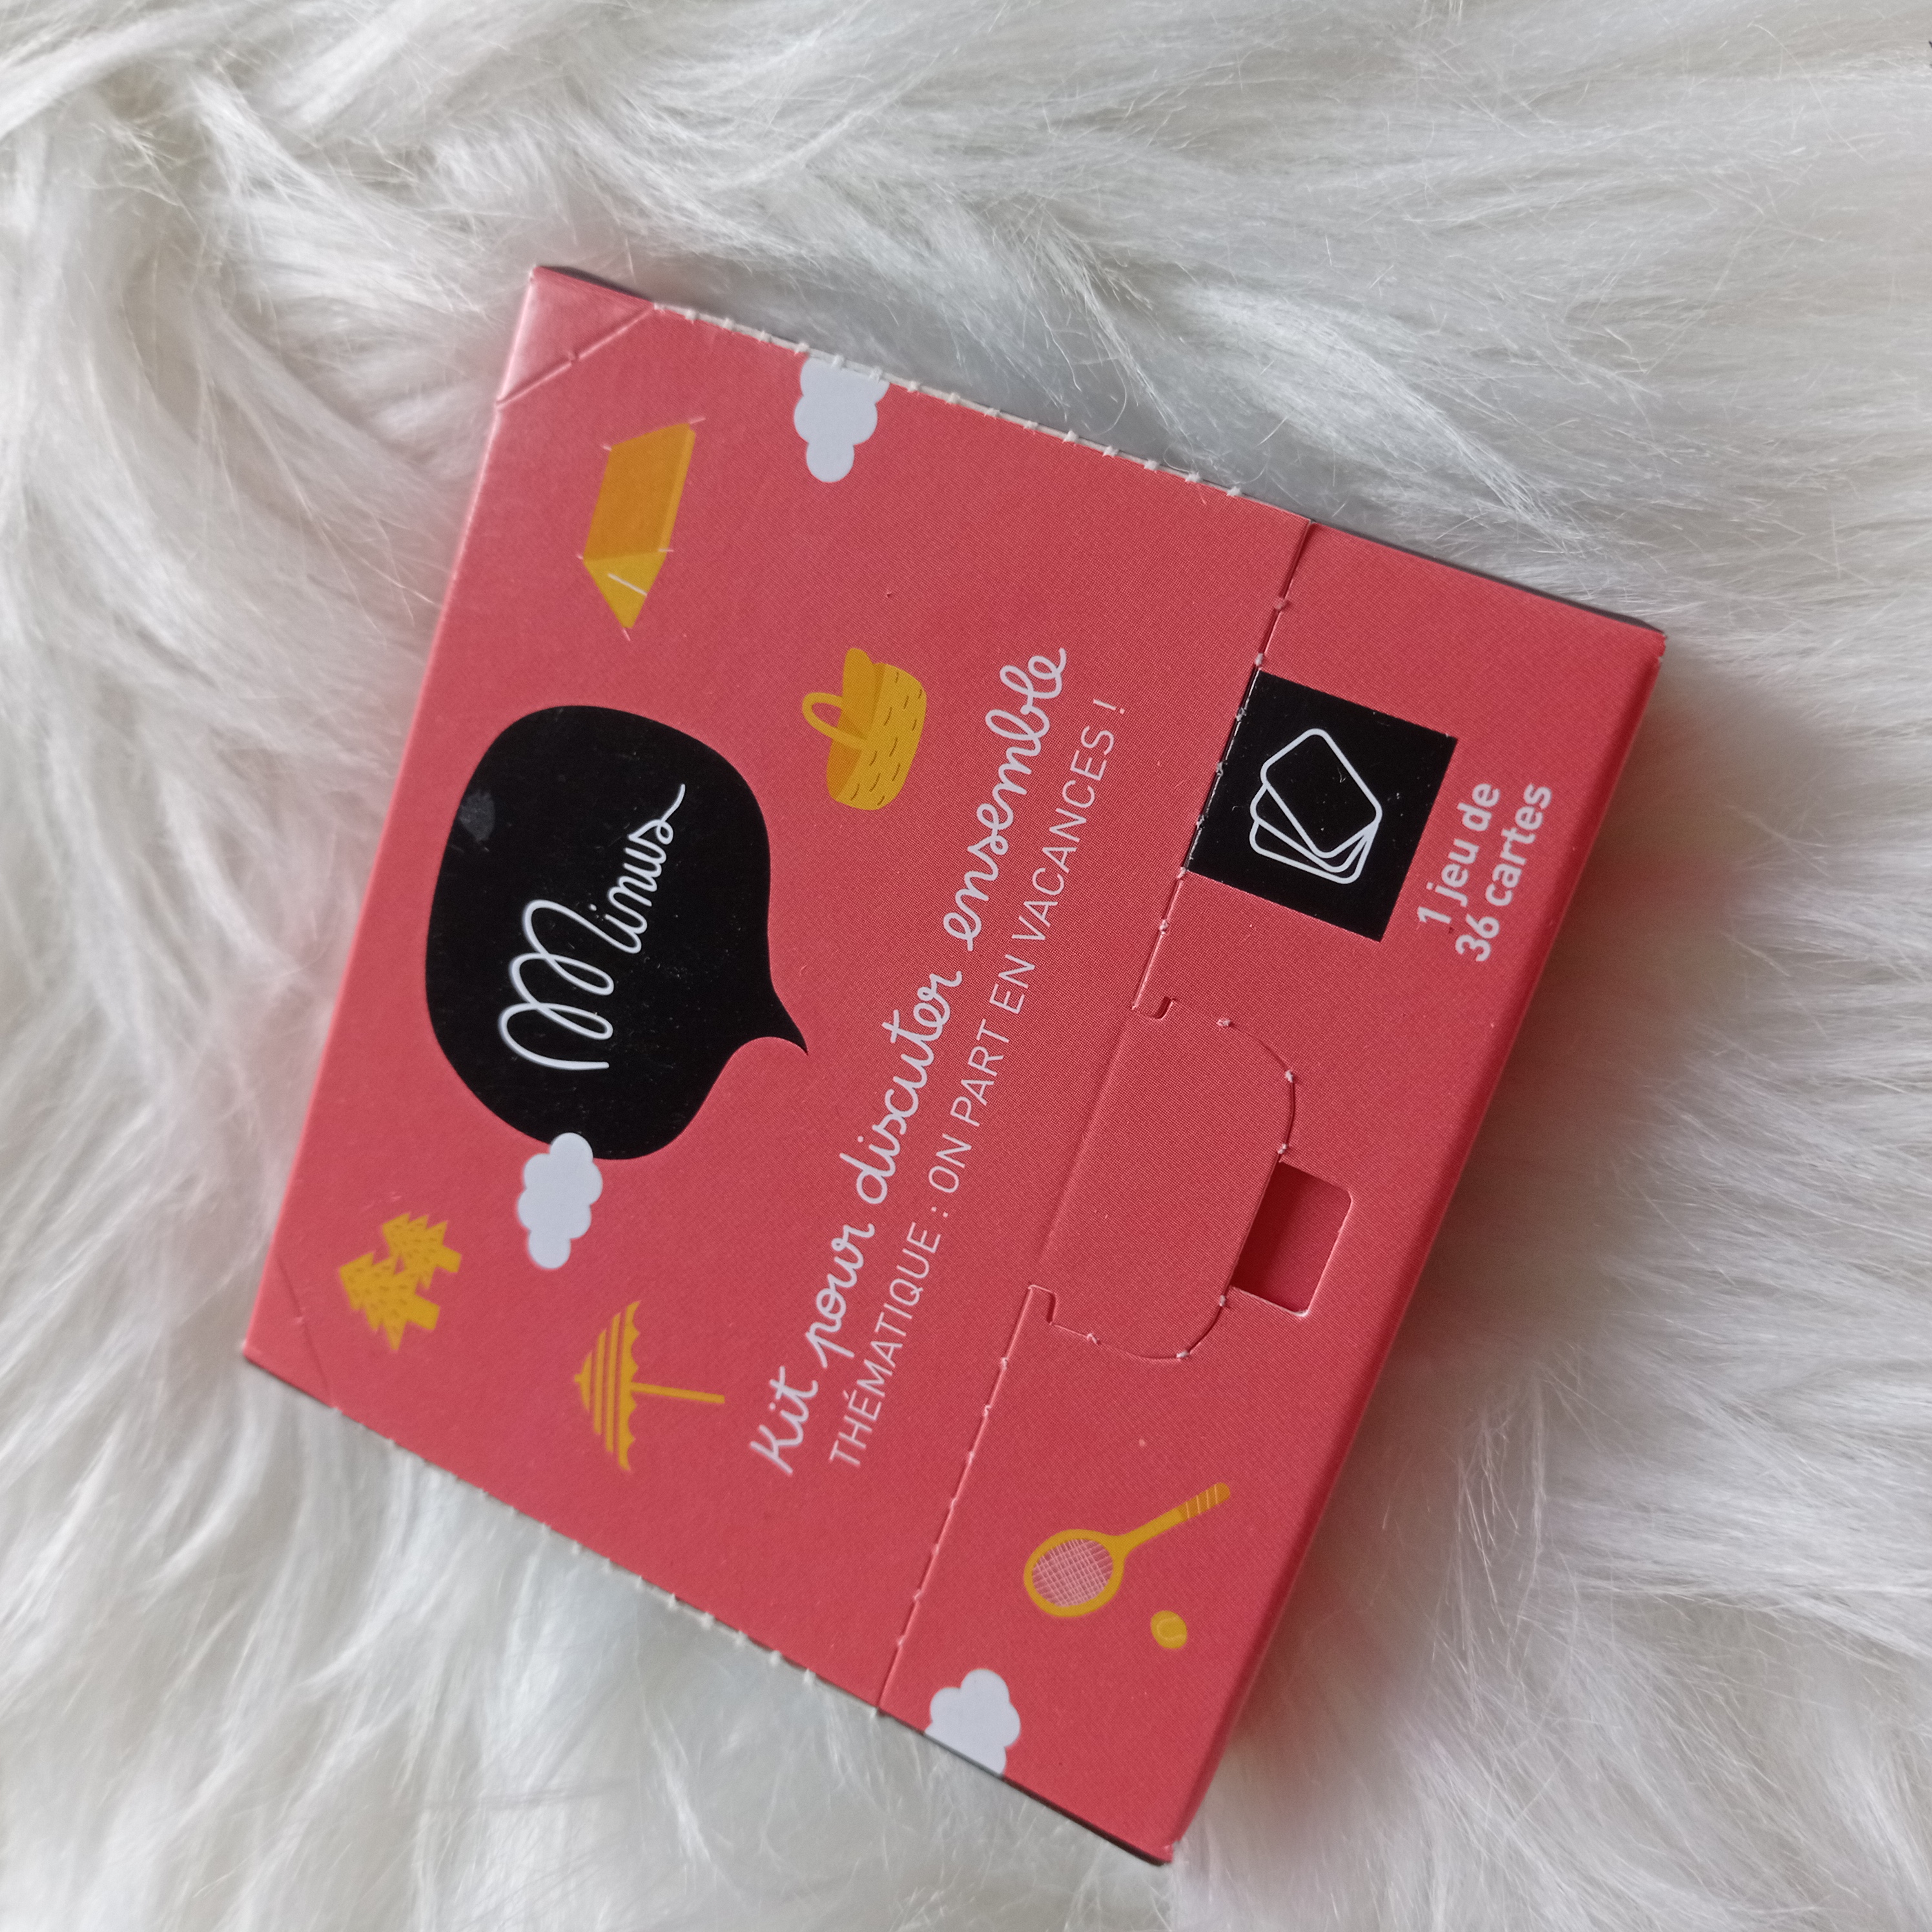 Minus
Kit pour discuter ensemble
THÉMATIQUE : ON PART EN VACANCES !
1 jeu de
36 cartes